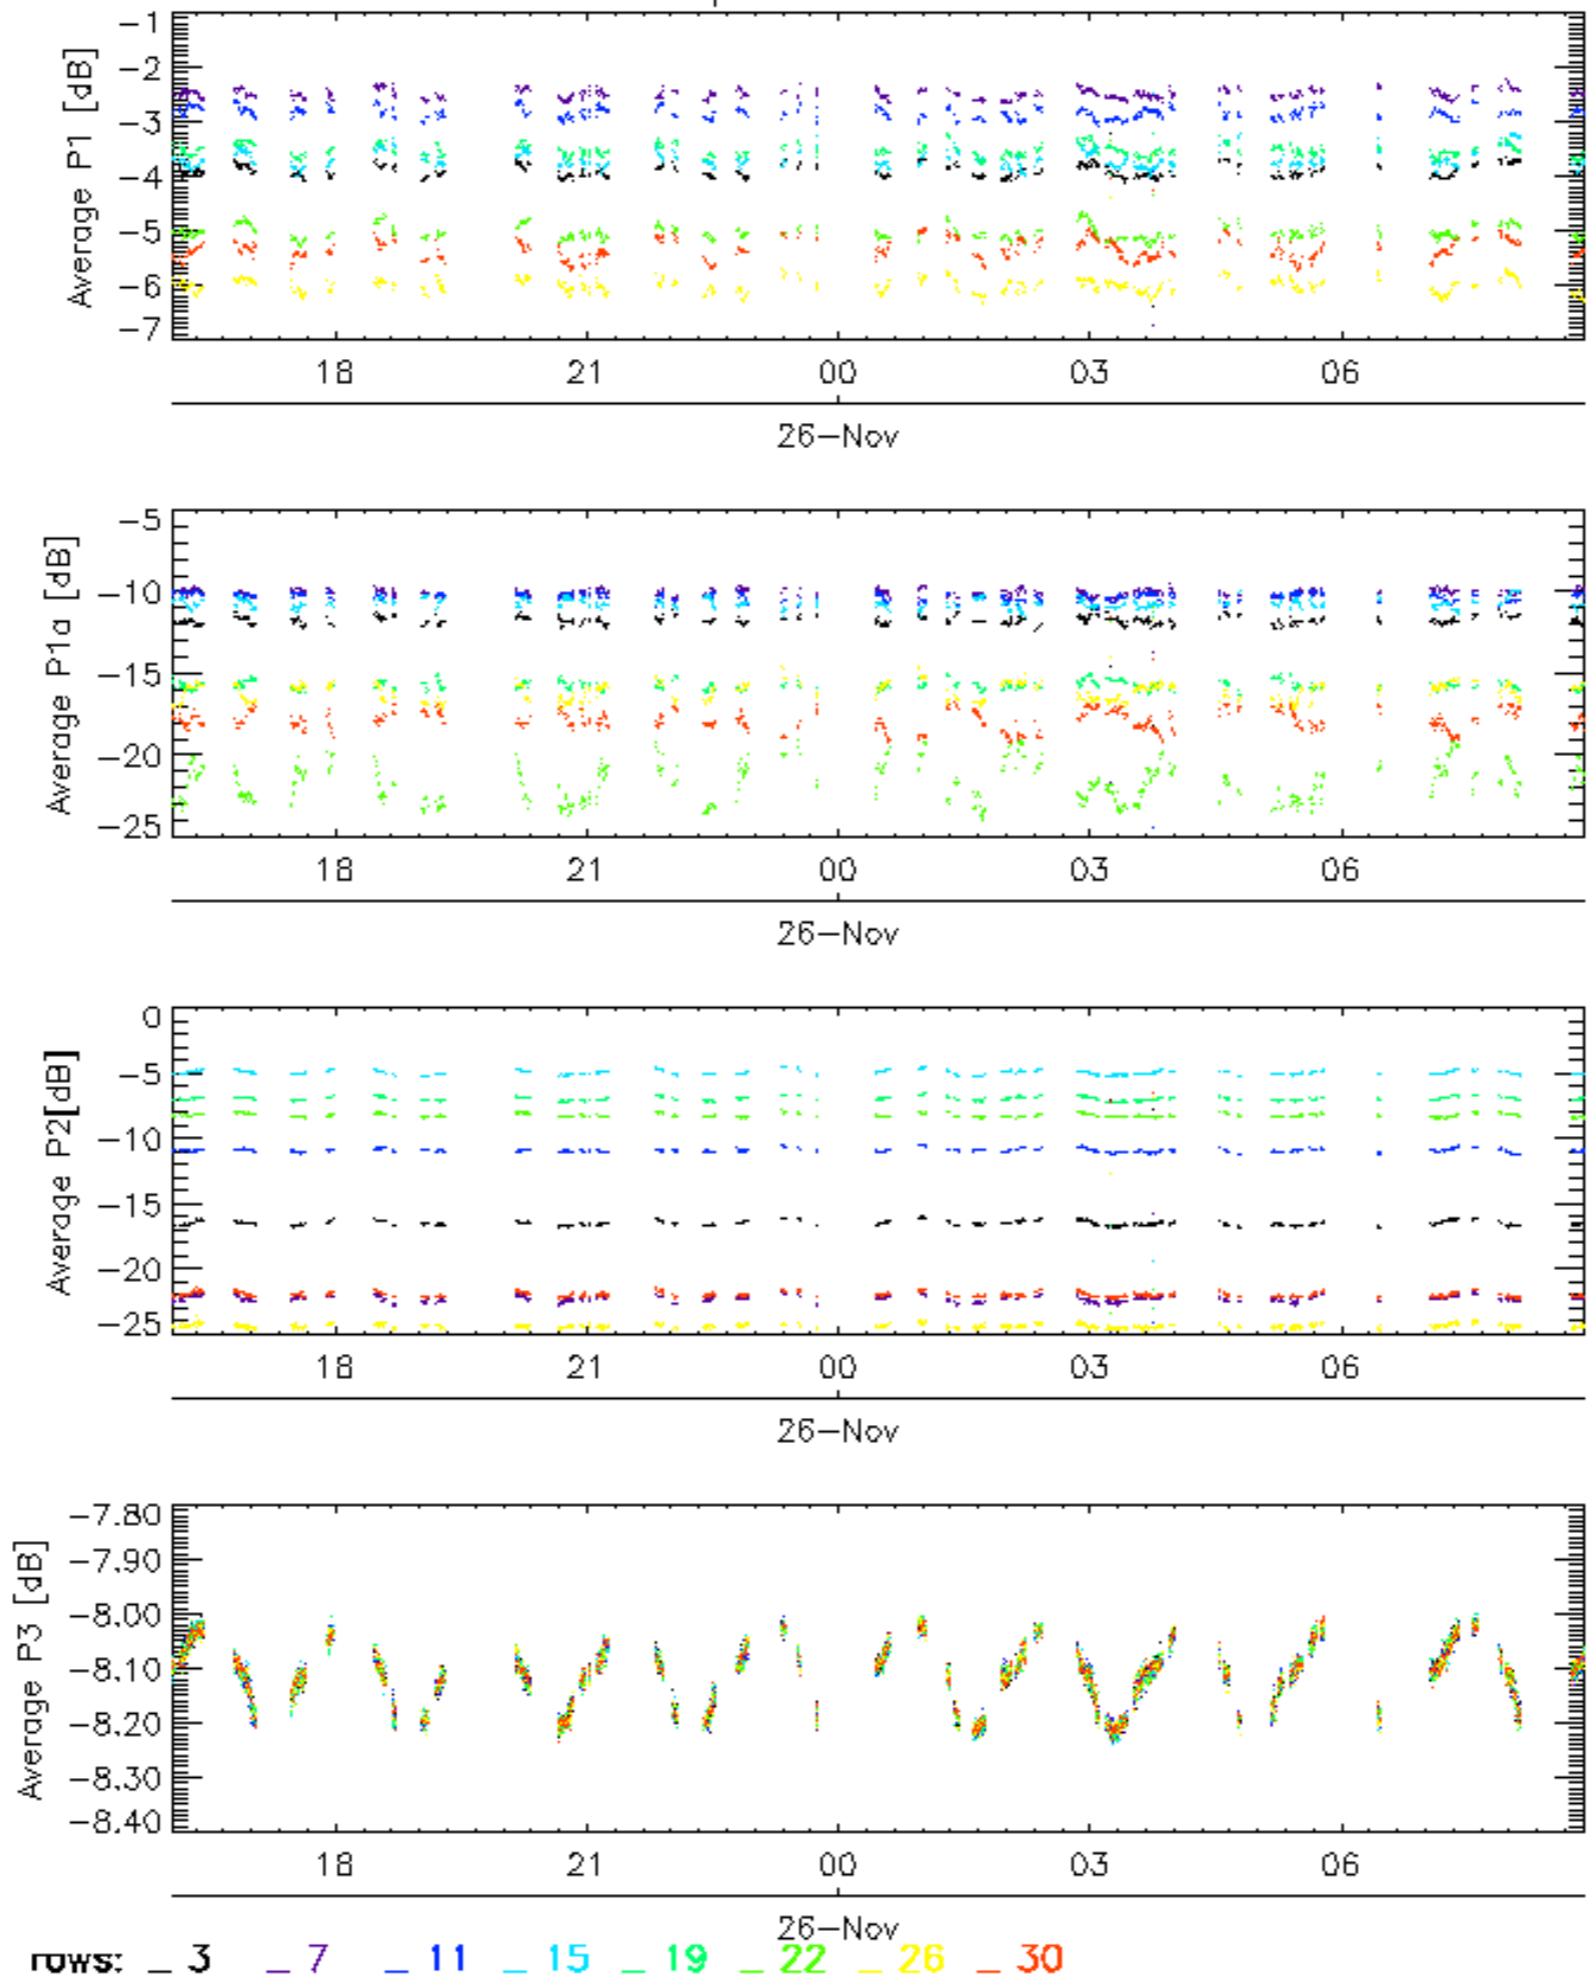 -1
-2
-3
-4
-5
-6
-7
Average P1 [dB]
18 21 00 03 06
26-Nov
-5
-10
-15
-20
-25
Average P1a [dB]
18 21 00 03 06
26-Nov
0
-5
-10
-15
-20
-25
Average P2[dB]
18 21 00 03 06
26-Nov
-7.80
-7.90
-8.00
-8.10
-8.20
-8.30
-8.40
Average P3 [dB]
18 21 00 03 06
26-Nov
rows: _ 3 _ 7 _ 11 _ 15 _ 19 _ 22 _ 26 _ 30